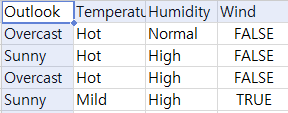 Outlook Temperatu Humidity Wind
Overcast Hot Normal FALSE
Sunny Hot High FALSE
Overcast Hot High FALSE
Sunny Mild High TRUE